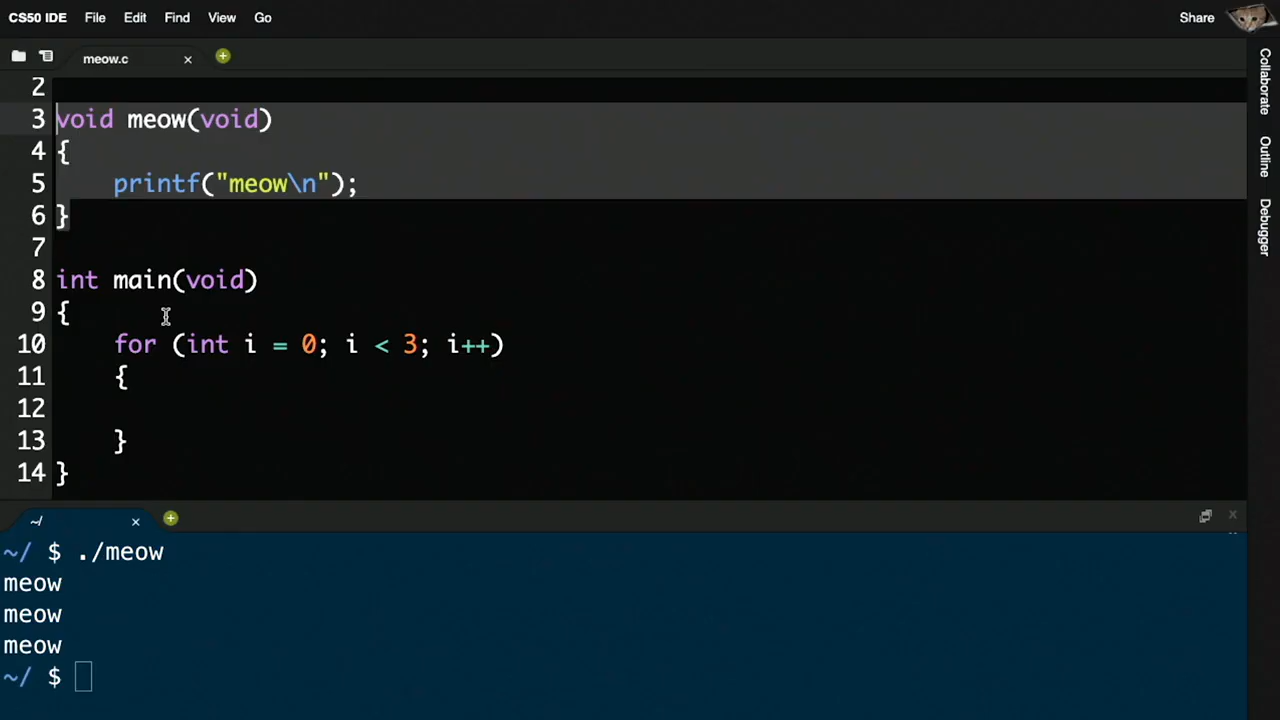 CS50 IDE File Edit Find View Go Share
meow.c
2
3 void meow(void)
4 {
5 printf("meow\n");
6 }
7
8 int main(void)
9 {
10 for (int i = 0; i < 3; i++)
11 {
12
13 }
14 }
~/
~/ $ ./meow
meow
meow
meow
~/ $
Collaborate
Outline
Debugger